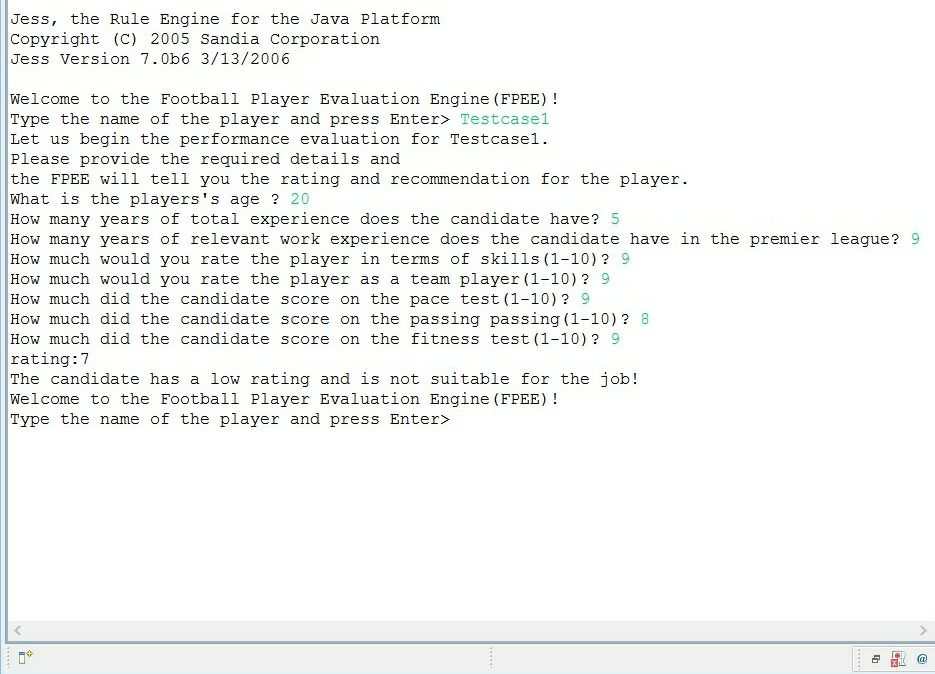 Jess, the Rule Engine for the Java Platform
Copyright (C) 2005 Sandia Corporation
Jess Version 7.0b6 3/13/2006
Welcome to the Football Player Evaluation Engine(FPEE)!
Type the name of the player and press Enter> Testcase1
Let us begin the performance evaluation for Testcase1.
Please provide the required details and
the FPEE will tell you the rating and recommendation for the player.
What is the players's age ? 20
How many years of total experience does the candidate have? 5
How many years of relevant work experience does the candidate have in the premier league? 9
How much would you rate the player in terms of skills(1-10)? 9
How much would you rate the player as a team player(1-10)? 9
How much did the candidate score on the pace test(1-10)? 9
How much did the candidate score on the passing passing(1-10)? 8
How much did the candidate score on the fitness test(1-10)? 9
rating:7
The candidate has a low rating and is not suitable for the job!
Welcome to the Football Player Evaluation Engine(FPEE)!
Type the name of the player and press Enter>